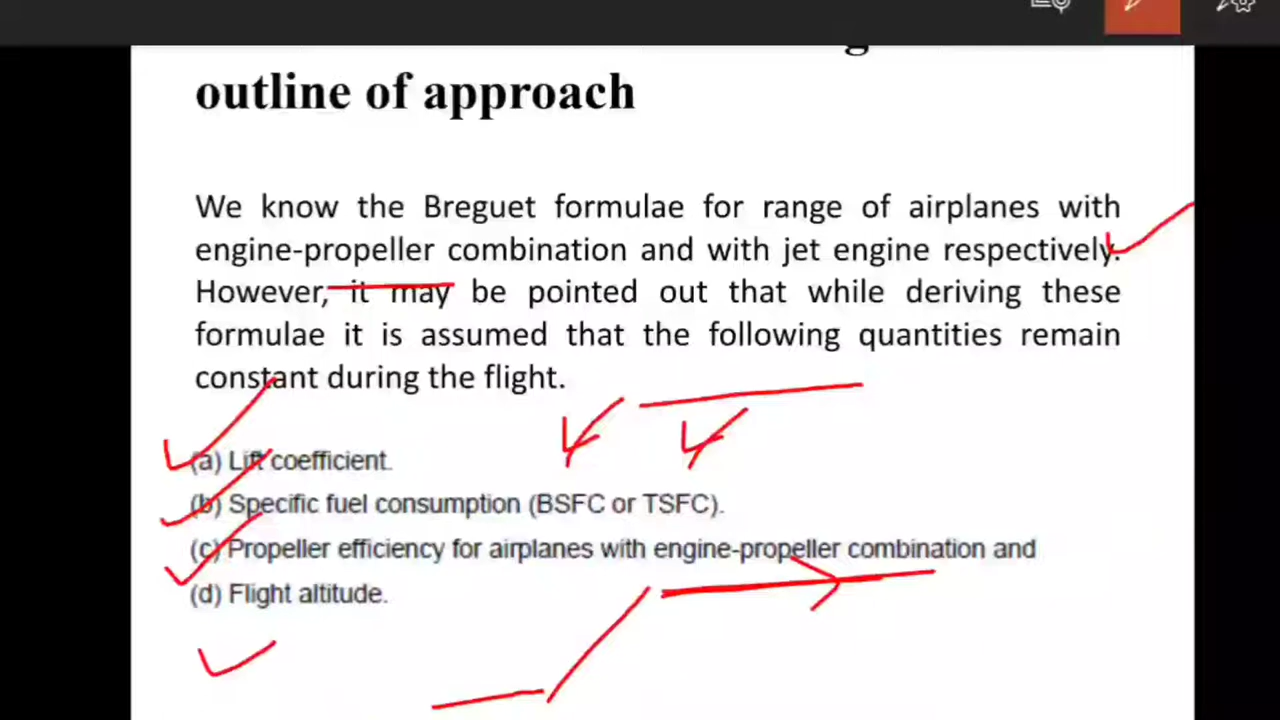 outline of approach
We know the Breguet formulae for range of airplanes with
engine-propeller combination and with jet engine respectively.
However, it may be pointed out that while deriving these
formulae it is assumed that the following quantities remain
constant during the flight.
(a) Lift coefficient.
(b) Specific fuel consumption (BSFC or TSFC).
(c) Propeller efficiency for airplanes with engine-propeller combination and
(d) Flight altitude.